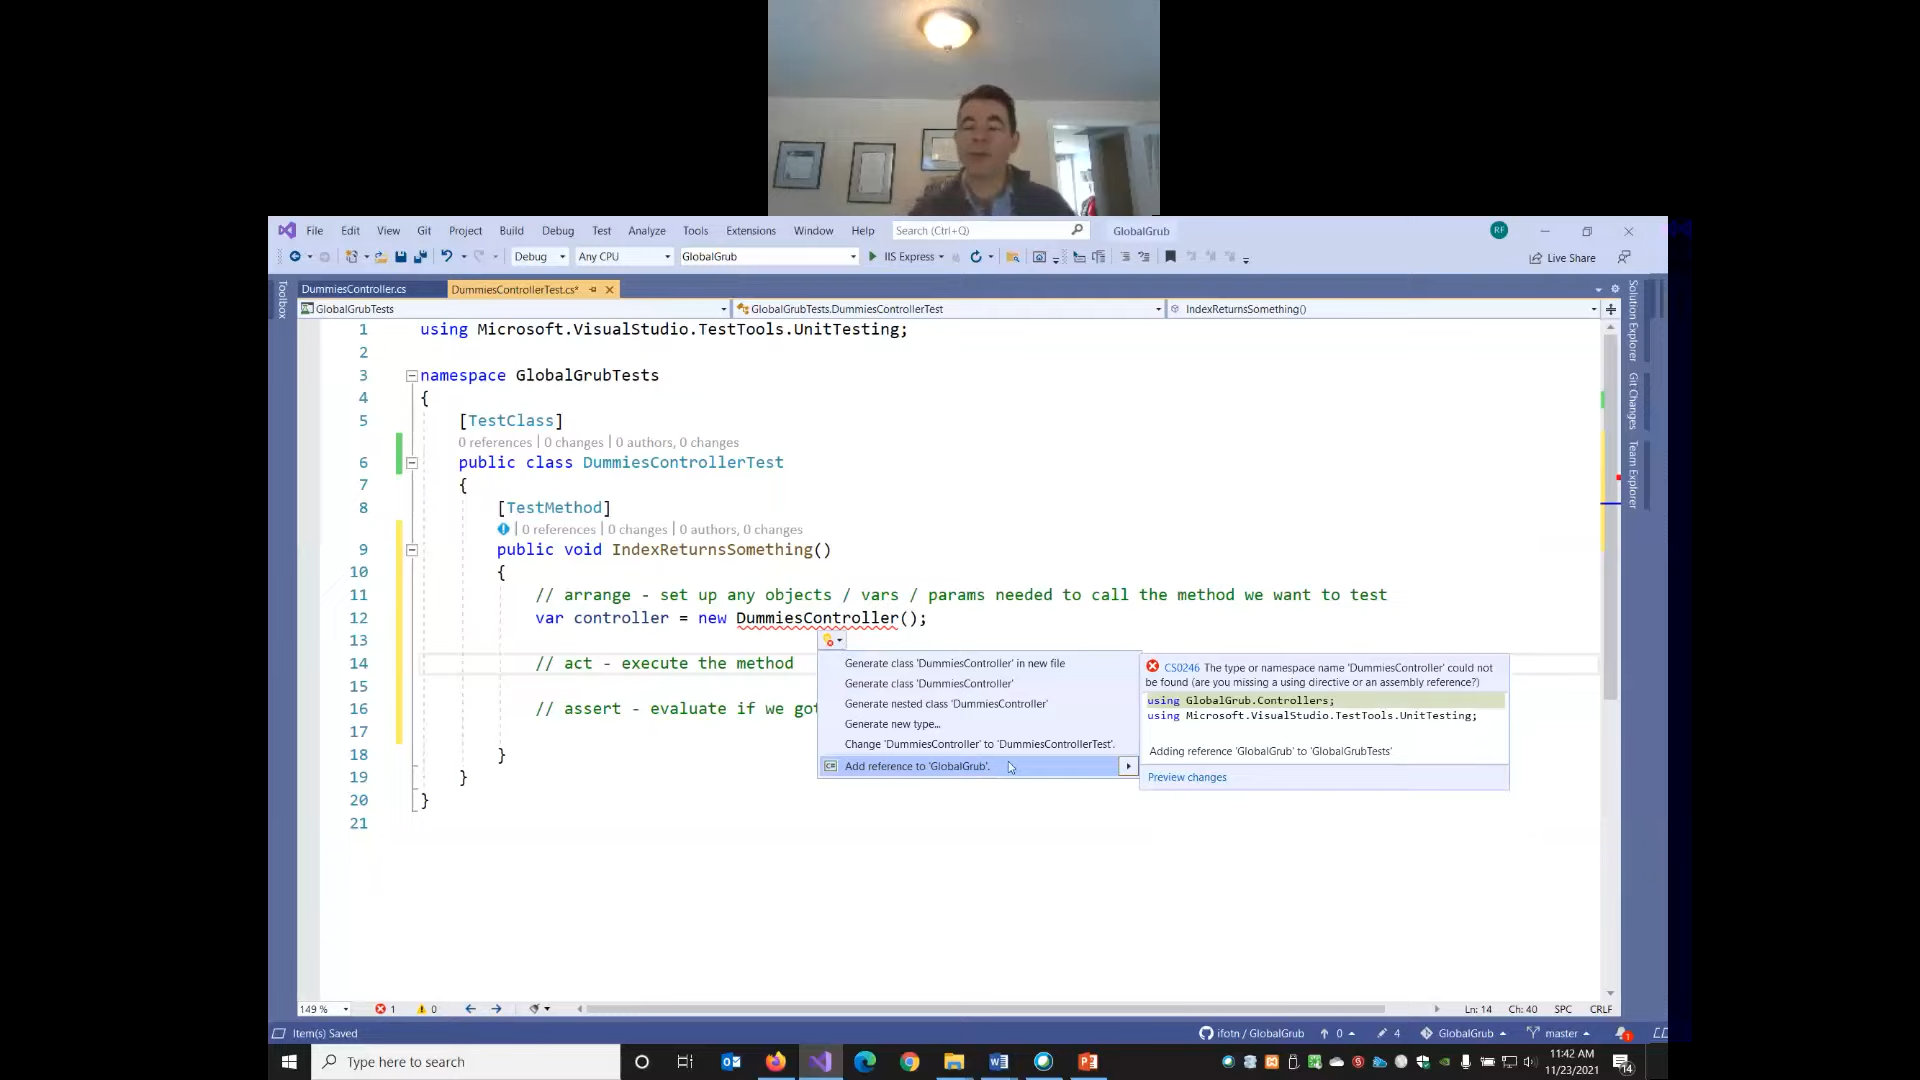 File Edit View Git Project Build Debug Test Analyze Tools Extensions Window Help Search (Ctrl+Q) GlobalGrub RF
Debug Any CPU GlobalGrub IIS Express Live Share
DummiesController.cs DummiesControllerTest.cs*
GlobalGrubTests GlobalGrubTests.DummiesControllerTest IndexReturnsSomething()
Toolbox
Solution Explorer
Git Changes
Team Explorer
1 using Microsoft.VisualStudio.TestTools.UnitTesting;
2
3 namespace GlobalGrubTests
4 {
5 [TestClass]
0 references | 0 changes | 0 authors, 0 changes
6 public class DummiesControllerTest
7 {
8 [TestMethod]
| 0 references | 0 changes | 0 authors, 0 changes
9 public void IndexReturnsSomething()
10 {
11 // arrange - set up any objects / vars / params needed to call the method we want to test
12 var controller = new DummiesController();
13
14 // act - execute the method
15
16 // assert - evaluate if we got
17
18 }
19 }
20 }
21
Generate class 'DummiesController' in new file
Generate class 'DummiesController'
Generate nested class 'DummiesController'
Generate new type...
Change 'DummiesController' to 'DummiesControllerTest'.
C# Add reference to 'GlobalGrub'.
CS0246 The type or namespace name 'DummiesController' could not
be found (are you missing a using directive or an assembly reference?)
using GlobalGrub.Controllers;
using Microsoft.VisualStudio.TestTools.UnitTesting;
Adding reference 'GlobalGrub' to 'GlobalGrubTests'
Preview changes
149 % 1 0 Ln: 14 Ch: 40 SPC CRLF
Item(s) Saved ifotn / GlobalGrub 0 4 GlobalGrub master 1
Type here to search
11:42 AM
11/23/2021
14